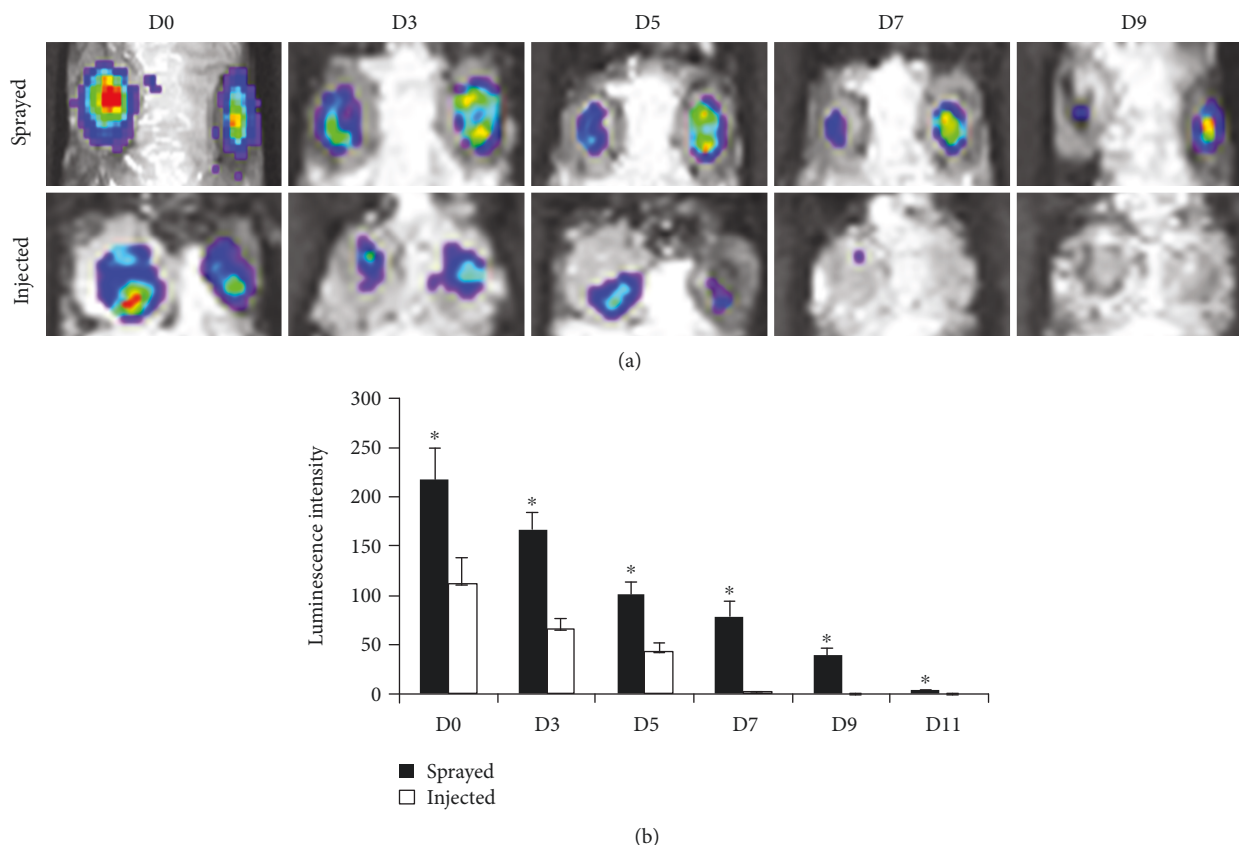 D0 D3 D5 D7 D9
Sprayed
Injected
(a)
300
250
200
150
100
50
0
Luminescence intensity
* * * * * *
D0 D3 D5 D7 D9 D11
Sprayed
Injected
(b)